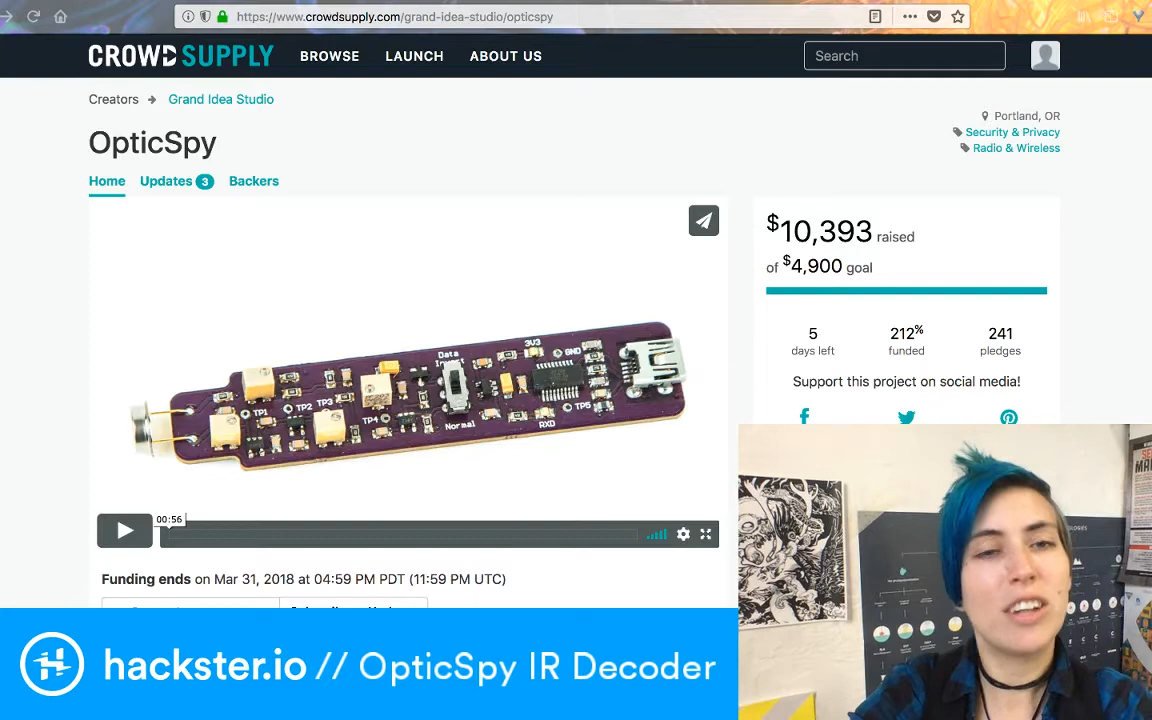 https://www.crowdsupply.com/grand-idea-studio/opticspy
CROWD SUPPLY BROWSE LAUNCH ABOUT US Search
Creators Grand Idea Studio
OpticSpy
Portland, OR
Security & Privacy
Radio & Wireless
Home Updates 3 Backers
$10,393 raised
of $4,900 goal
5 212% 241
days left funded pledges
Support this project on social media!
Data
Invert
3V3
GND
TP1
TP2
TP3
TP4
TP5
Normal
RXD
00:56
Funding ends on Mar 31, 2018 at 04:59 PM PDT (11:59 PM UTC)
hackster.io // OpticSpy IR Decoder